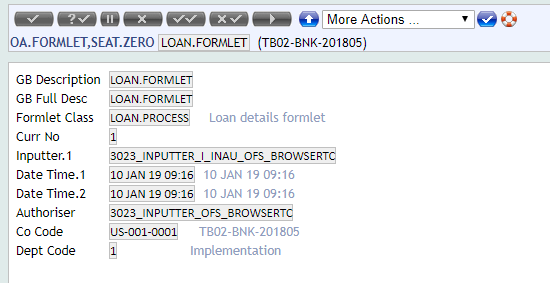 More Actions ...
OA.FORMLET,SEAT.ZERO LOAN.FORMLET (TB02-BNK-201805)
GB Description LOAN.FORMLET
GB Full Desc LOAN.FORMLET
Formlet Class LOAN.PROCESS Loan details formlet
Curr No 1
Inputter.1 3023_INPUTTER_I_INAU_OFS_BROWSERTC
Date Time.1 10 JAN 19 09:16 10 JAN 19 09:16
Date Time.2 10 JAN 19 09:16 10 JAN 19 09:16
Authoriser 3023_INPUTTER_OFS_BROWSERTC
Co Code US-001-0001 TB02-BNK-201805
Dept Code 1 Implementation